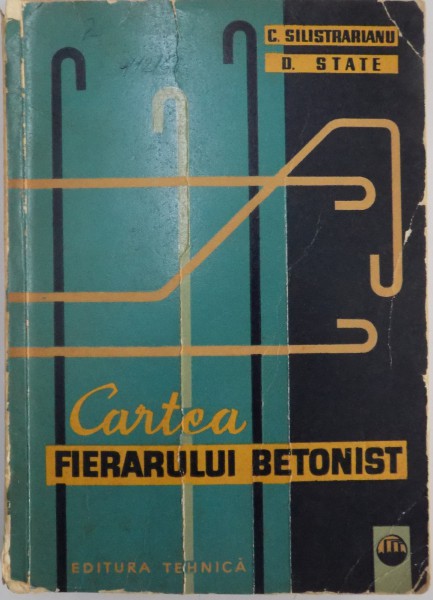 C. SILISTRARIANU
D. STATE
Cartea
FIERARULUI BETONIST
EDITURA TEHNICĂ